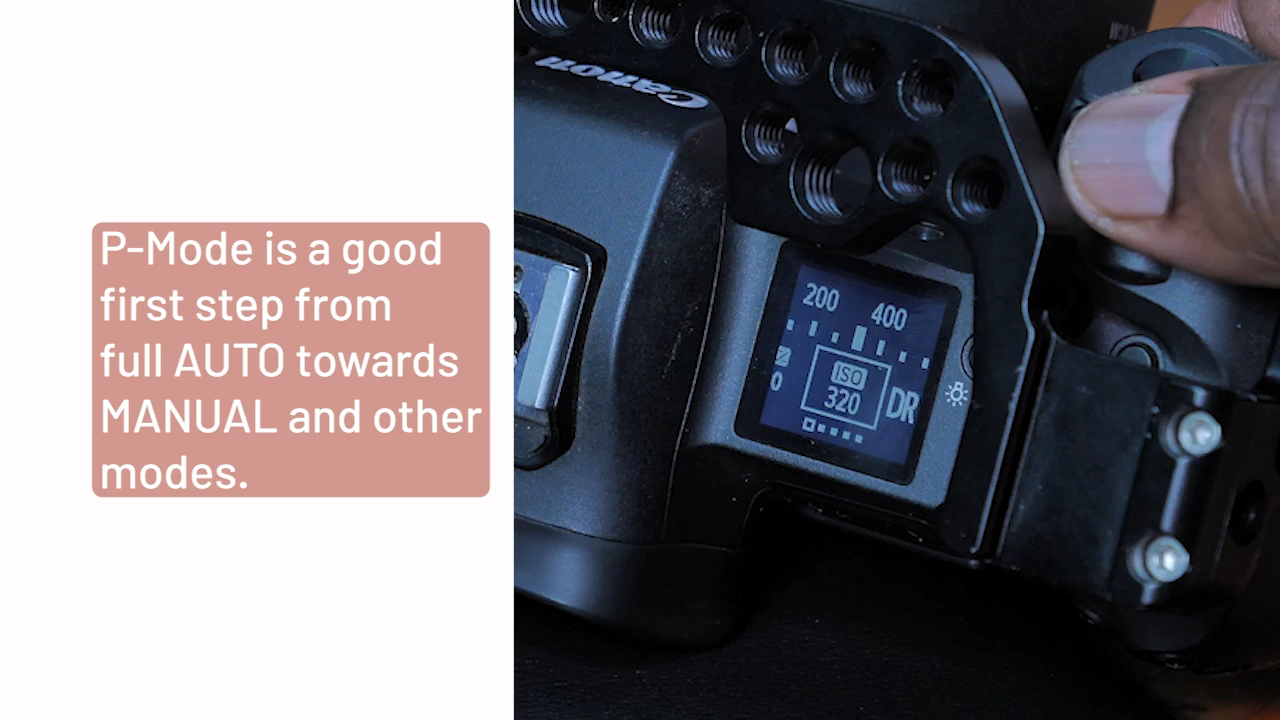 P-Mode is a good
first step from
full AUTO towards
MANUAL and other
modes.
Canon
200 400
ISO
320
0
DR